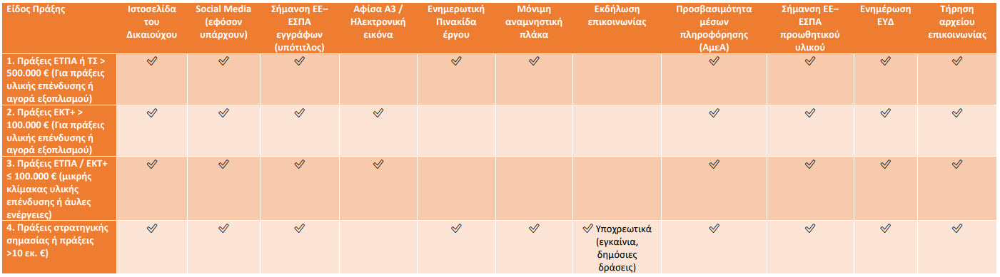 Είδος Πράξης
Ιστοσελίδα
του
Δικαιούχου
Social Media
(εφόσον
υπάρχουν)
Σήμανση ΕΕ–
ΕΣΠΑ
εγγράφων
(υπότιτλος)
Αφίσα Α3 /
Ηλεκτρονική
εικόνα
Ενημερωτική
Πινακίδα
έργου
Μόνιμη
αναμνηστική
πλάκα
Εκδήλωση
επικοινωνίας
Προσβασιμότητα
μέσων
πληροφόρησης
(ΑμεΑ)
Σήμανση ΕΕ–
ΕΣΠΑ
προωθητικού
υλικού
Ενημέρωση
ΕΥΔ
Τήρηση
αρχείου
επικοινωνίας
1. Πράξεις ΕΤΠΑ ή ΤΣ >
500.000 € (Για πράξεις
υλικής επένδυσης ή
αγορά εξοπλισμού)
✓ ✓ ✓ ✓ ✓ ✓ ✓ ✓ ✓
2. Πράξεις ΕΚΤ+ >
100.000 € (Για πράξεις
υλικής επένδυσης ή
αγορά εξοπλισμού)
✓ ✓ ✓ ✓ ✓ ✓ ✓ ✓
3. Πράξεις ΕΤΠΑ / ΕΚΤ+
≤ 100.000 € (μικρής
κλίμακας υλικής
επένδυσης ή άυλες
ενέργειες)
✓ ✓ ✓ ✓ ✓ ✓ ✓ ✓
4. Πράξεις στρατηγικής
σημασίας ή πράξεις
>10 εκ. €)
✓ ✓ ✓ ✓ ✓
✓ Υποχρεωτικά
(εγκαίνια,
δημόσιες
δράσεις)
✓ ✓ ✓ ✓